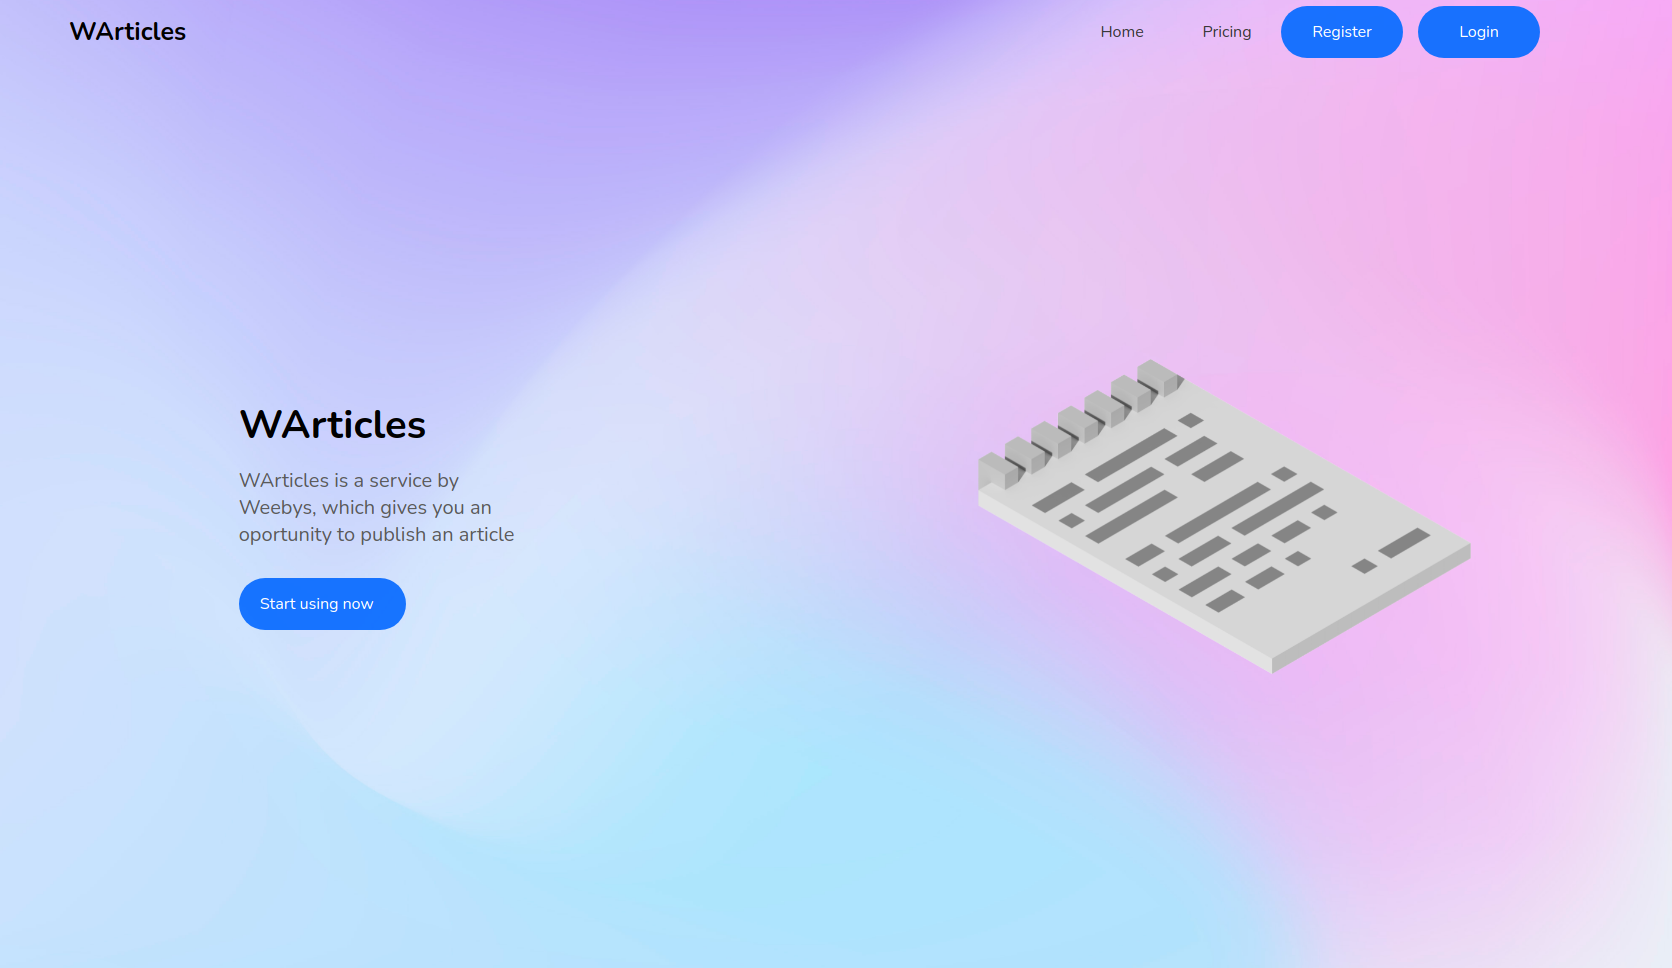 WArticles
Home
Pricing
Register
Login
WArticles
WArticles is a service by
Weebys, which gives you an
oportunity to publish an article
Start using now